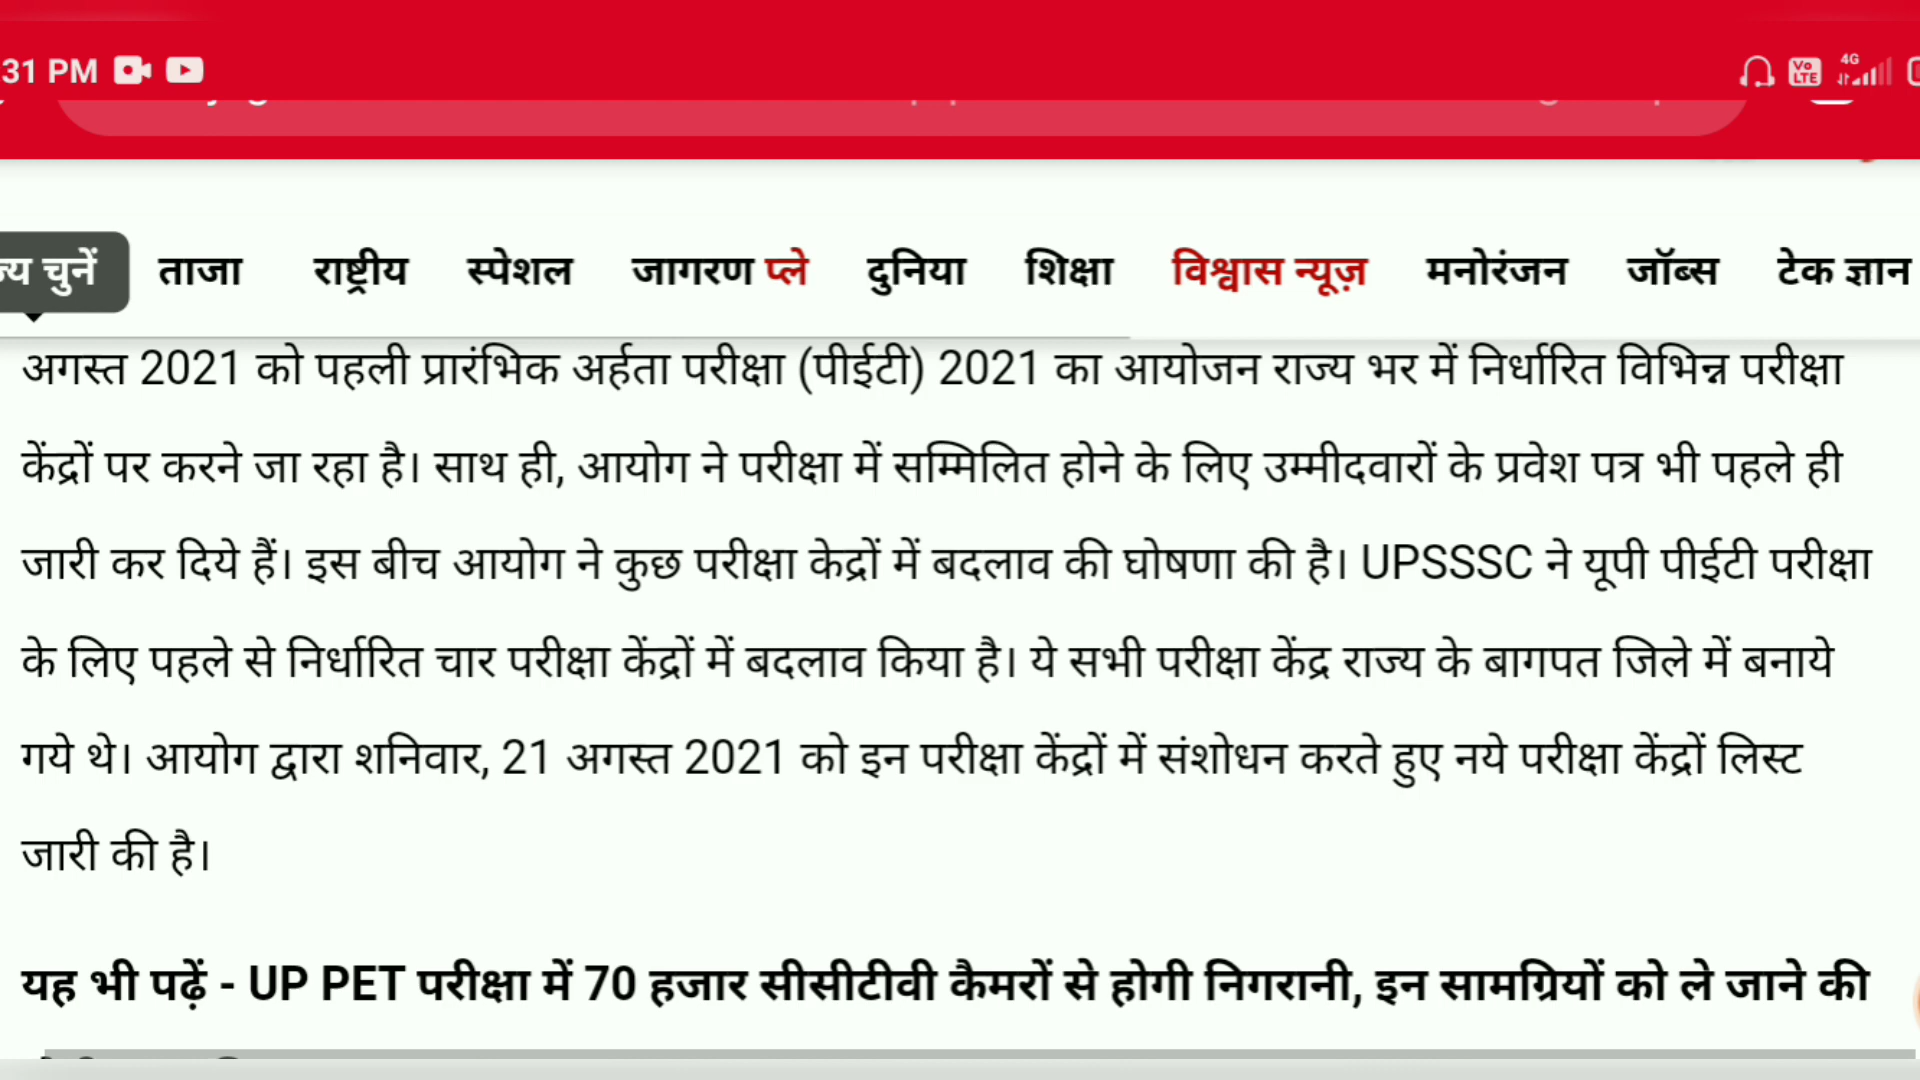 31 PM
Vo LTE 4G
चुनें ताजा राष्ट्रीय स्पेशल जागरण प्ले दुनिया शिक्षा विश्वास न्यूज़ मनोरंजन जॉब्स टेक ज्ञान
अगस्त 2021 को पहली प्रारंभिक अर्हता परीक्षा (पीईटी) 2021 का आयोजन राज्य भर में निर्धारित विभिन्न परीक्षा
केंद्रों पर करने जा रहा है। साथ ही, आयोग ने परीक्षा में सम्मिलित होने के लिए उम्मीदवारों के प्रवेश पत्र भी पहले ही
जारी कर दिये हैं। इस बीच आयोग ने कुछ परीक्षा केद्रों में बदलाव की घोषणा की है। UPSSSC ने यूपी पीईटी परीक्षा
के लिए पहले से निर्धारित चार परीक्षा केंद्रों में बदलाव किया है। ये सभी परीक्षा केंद्र राज्य के बागपत जिले में बनाये
गये थे। आयोग द्वारा शनिवार, 21 अगस्त 2021 को इन परीक्षा केंद्रों में संशोधन करते हुए नये परीक्षा केंद्रों लिस्ट
जारी की है।
यह भी पढ़ें - UP PET परीक्षा में 70 हजार सीसीटीवी कैमरों से होगी निगरानी, इन सामग्रियों को ले जाने की